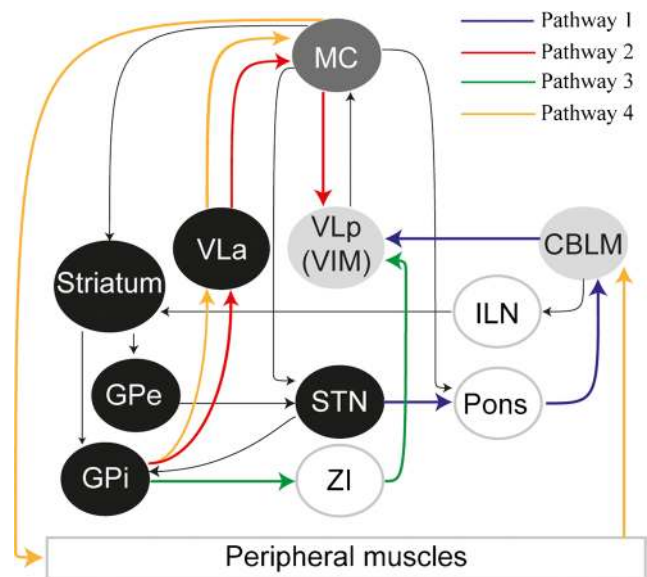 Pathway 1
Pathway 2
Pathway 3
Pathway 4
MC
VLa
VLp
(VIM)
CBLM
Striatum
ILN
GPe
STN
Pons
GPi
ZI
Peripheral muscles